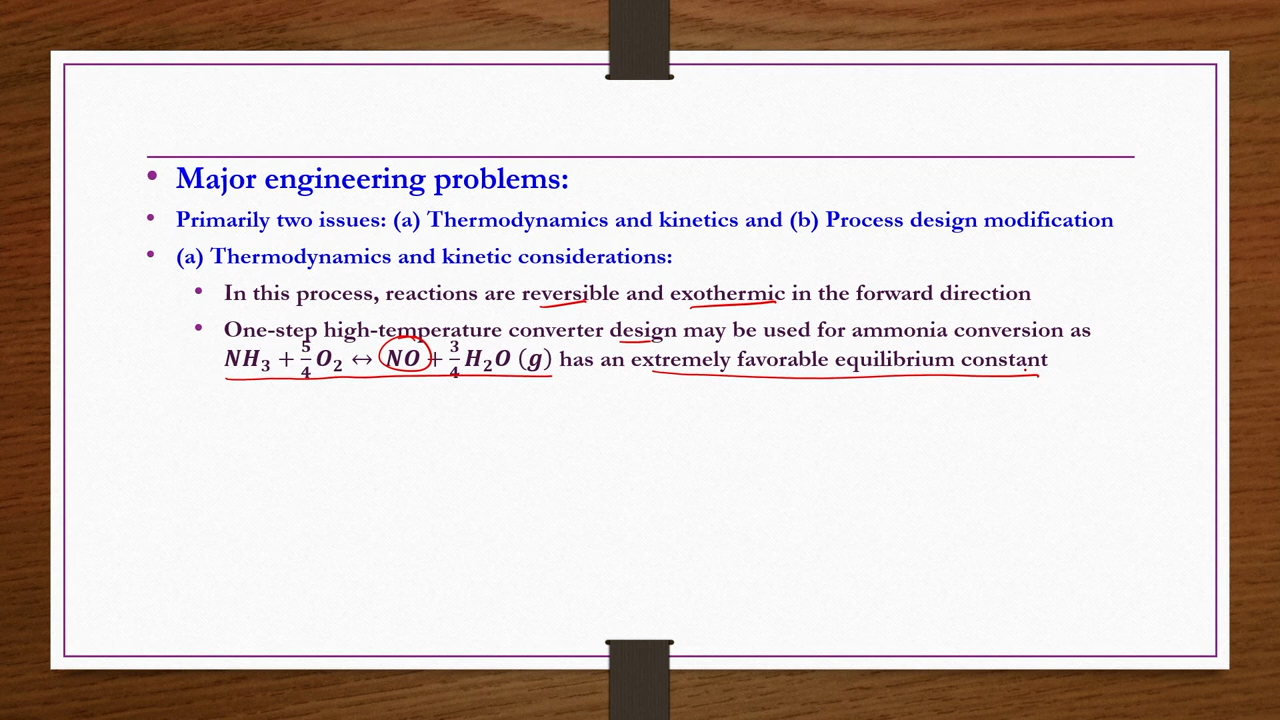 Major engineering problems:
Primarily two issues: (a) Thermodynamics and kinetics and (b) Process design modification
(a) Thermodynamics and kinetic considerations:
In this process, reactions are reversible and exothermic in the forward direction
One-step high-temperature converter design may be used for ammonia conversion as
NH₃ + 5/4 O₂ ↔ NO + 3/4 H₂O (g) has an extremely favorable equilibrium constant